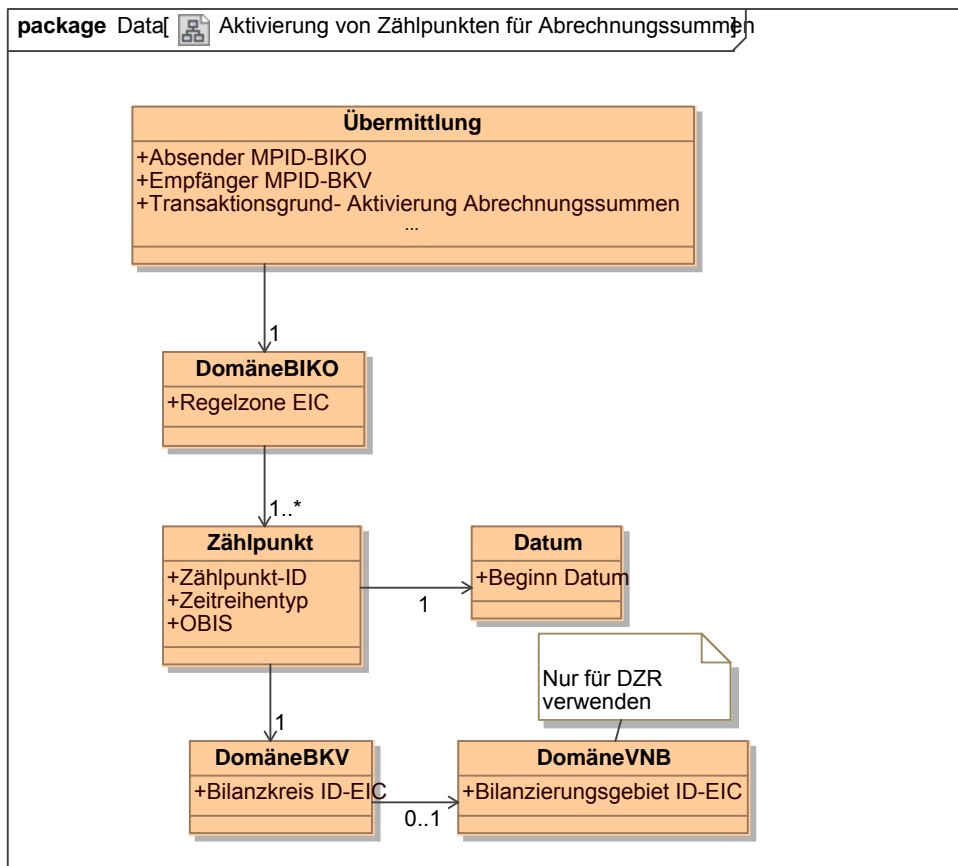 package Data[ Aktivierung von Zählpunkten für Abrechnungssummen]
Übermittlung
+Absender MPID-BIKO
+Empfänger MPID-BKV
+Transaktionsgrund- Aktivierung Abrechnungssummen
...
1
DomäneBIKO
+Regelzone EIC
1..*
Zählpunkt
+Zählpunkt-ID
+Zeitreihentyp
+OBIS
1
Datum
+Beginn Datum
Nur für DZR
verwenden
1
DomäneBKV
+Bilanzkreis ID-EIC
0..1
DomäneVNB
+Bilanzierungsgebiet ID-EIC